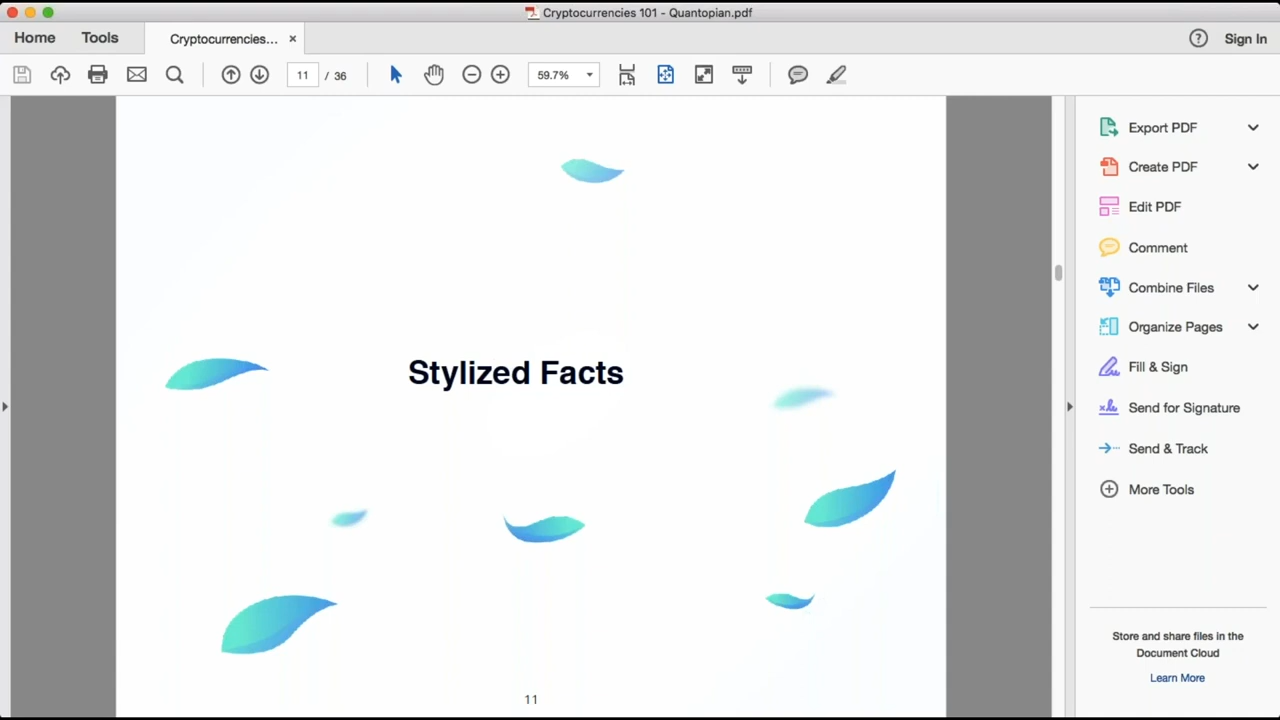 Cryptocurrencies 101 - Quantopian.pdf
Home
Tools
Cryptocurrencies... ×
? Sign In
11 / 36
59.7%
Export PDF
Create PDF
Edit PDF
Comment
Combine Files
Organize Pages
Fill & Sign
Send for Signature
Send & Track
More Tools
Stylized Facts
Store and share files in the
Document Cloud
Learn More
11